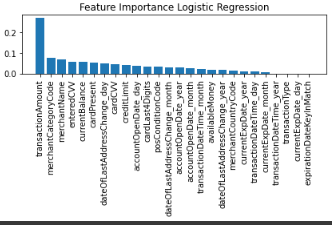 Feature Importance Logistic Regression
0.2
0.1
0.0
transactionAmount
merchantCategoryCode
merchantName
enteredCVV
currentBalance
cardPresent
dateOfLastAddressChange_day
cardCVV
creditLimit
accountOpenDate_day
cardLast4Digits
posConditionCode
dateOfLastAddressChange_month
accountOpenDate_year
accountOpenDate_month
transactionDateTime_month
availableMoney
dateOfLastAddressChange_year
merchantCountryCode
currentExpDate_year
transactionDateTime_day
currentExpDate_month
transactionDateTime_year
transactionType
currentExpDate_day
expirationDateKeyInMatch